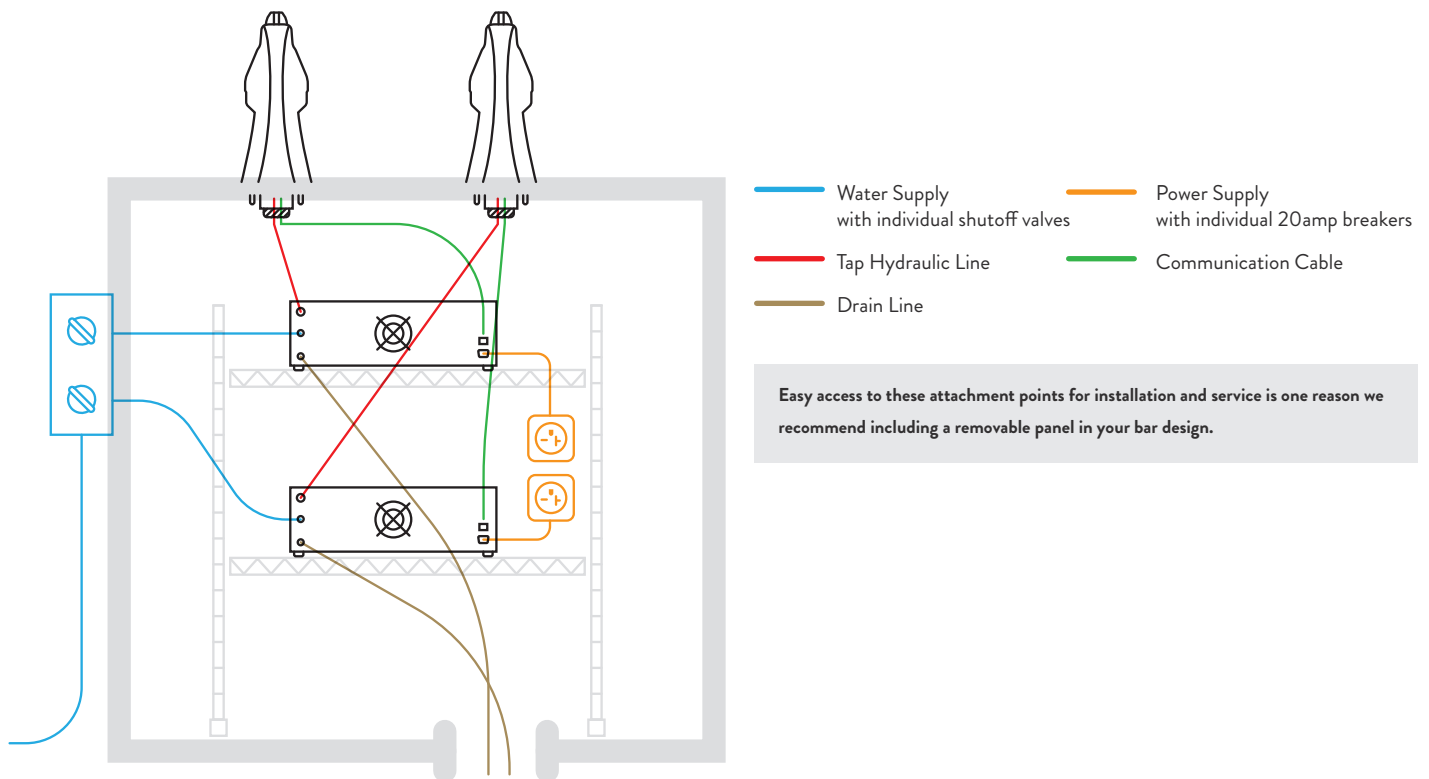 Water Supply
with individual shutoff valves
Power Supply
with individual 20amp breakers
Tap Hydraulic Line
Communication Cable
Drain Line
Easy access to these attachment points for installation and service is one reason we
recommend including a removable panel in your bar design.